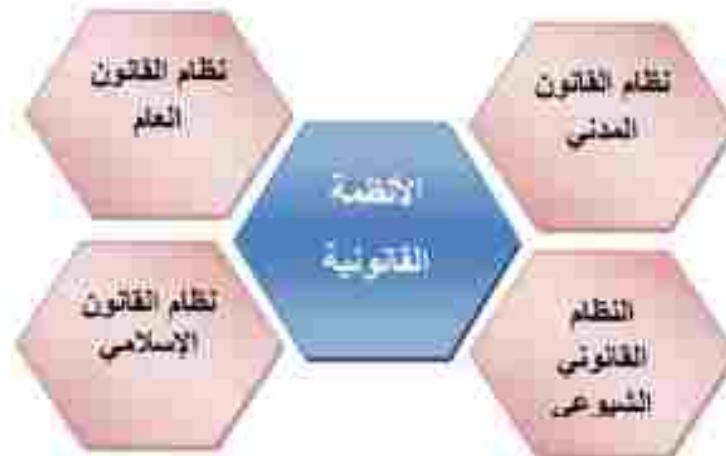 نظام القانون
المدني
نظام القانون
العام
الأنظمة
القانونية
النظام
القانوني
الشيوعي
نظام القانون
الإسلامي